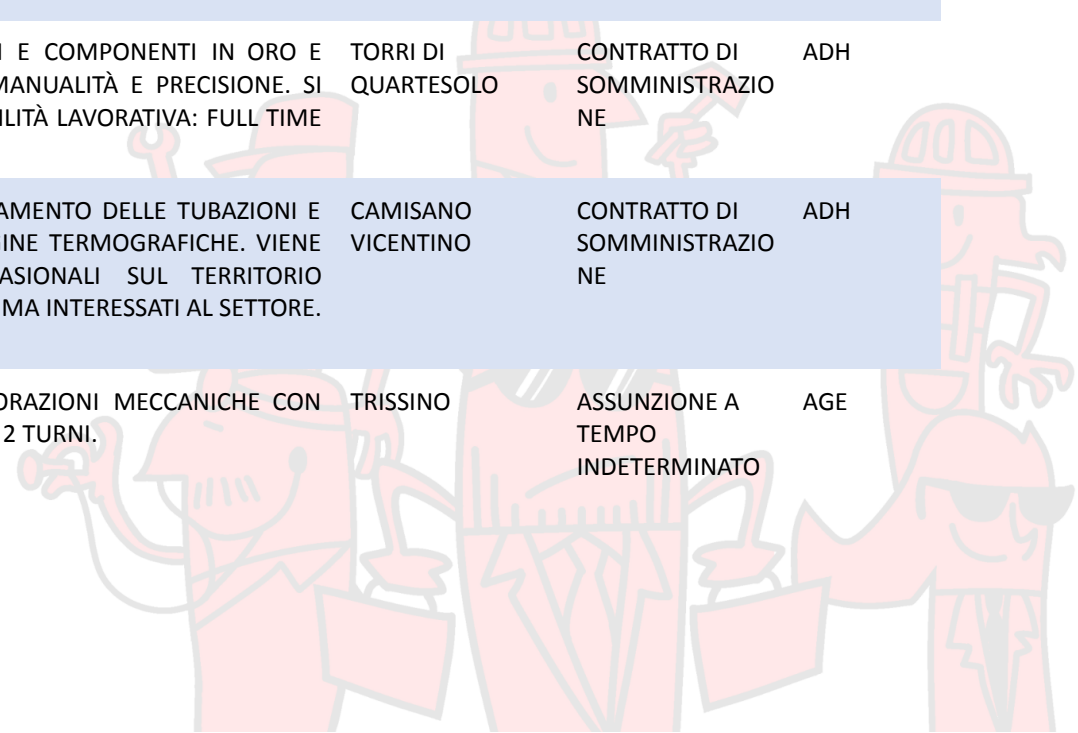 I E COMPONENTI IN ORO E
MANUALITÀ E PRECISIONE. SI
ILITÀ LAVORATIVA: FULL TIME
TORRI DI
QUARTESOLO
CONTRATTO DI
SOMMINISTRAZIO
NE
ADH
AMENTO DELLE TUBAZIONI E
GINE TERMOGRAFICHE. VIENE
ASIONALI SUL TERRITORIO
MA INTERESSATI AL SETTORE.
CAMISANO
VICENTINO
CONTRATTO DI
SOMMINISTRAZIO
NE
ADH
ORAZIONI MECCANICHE CON
2 TURNI.
TRISSINO
ASSUNZIONE A
TEMPO
INDETERMINATO
AGE